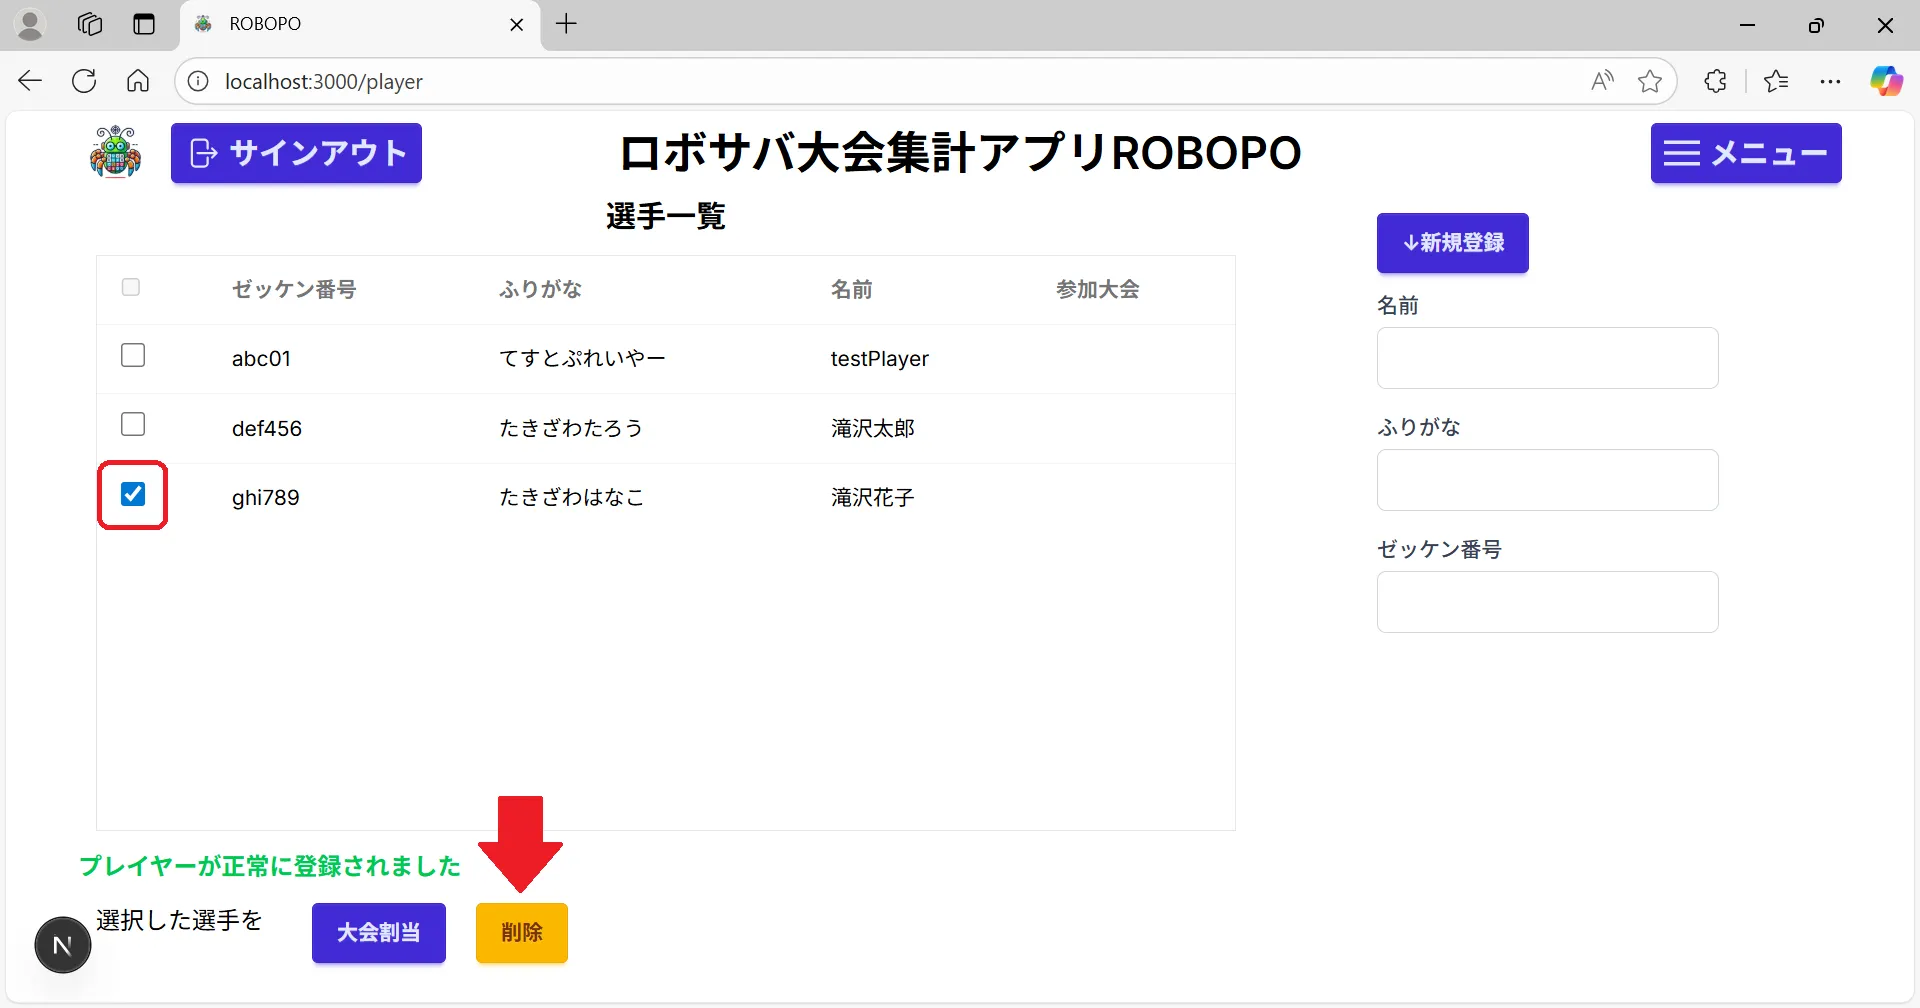 ROBOPO
localhost:3000/player
サインアウト
ロボサバ大会集計アプリROBOPO
メニュー
選手一覧
↓新規登録
ゼッケン番号 ふりがな 名前 参加大会
abc01 てすとぷれいやー testPlayer
def456 たきざわたろう 滝沢太郎
ghi789 たきざわはなこ 滝沢花子
名前
ふりがな
ゼッケン番号
プレイヤーが正常に登録されました
選択した選手を
大会割当
削除
N